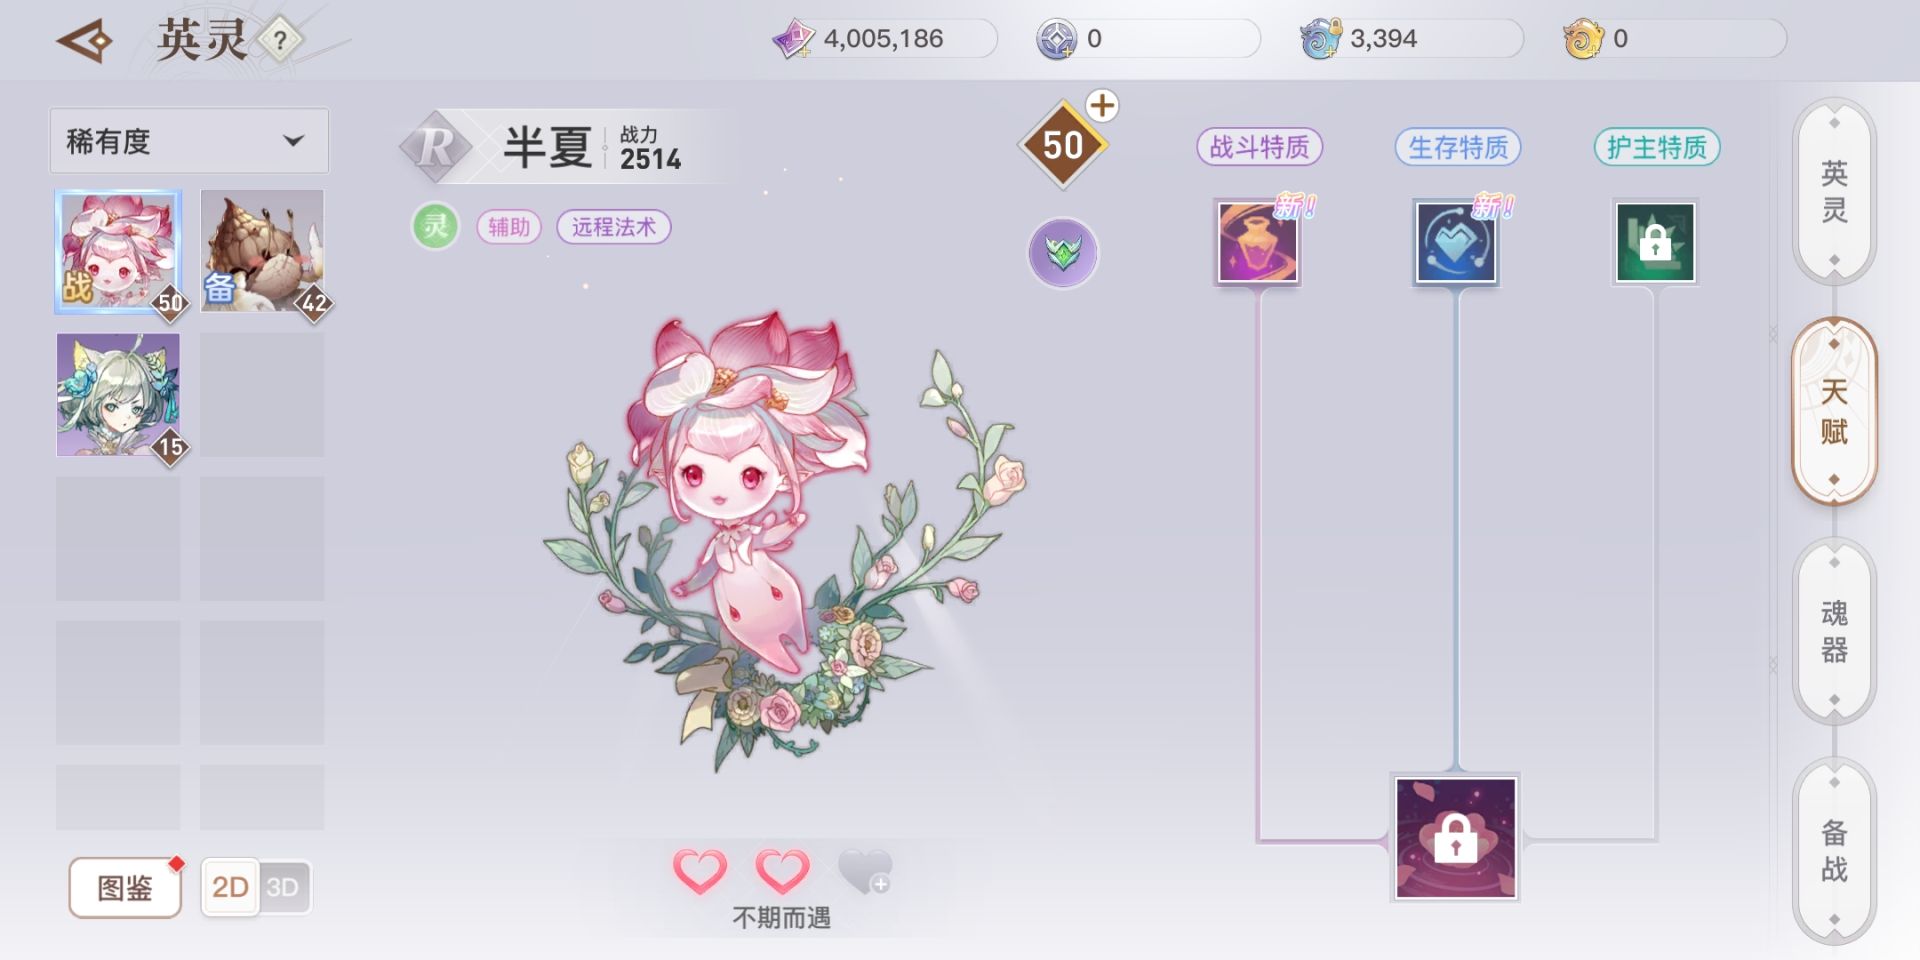 英灵 ?
4,005,186
0
3,394
0
稀有度
战
50
备
42
15
图鉴
2D
3D
R
半夏
战力
2514
灵
辅助
远程法术
50
不期而遇
战斗特质
生存特质
护主特质
新!
新!
英灵
天赋
魂器
备战